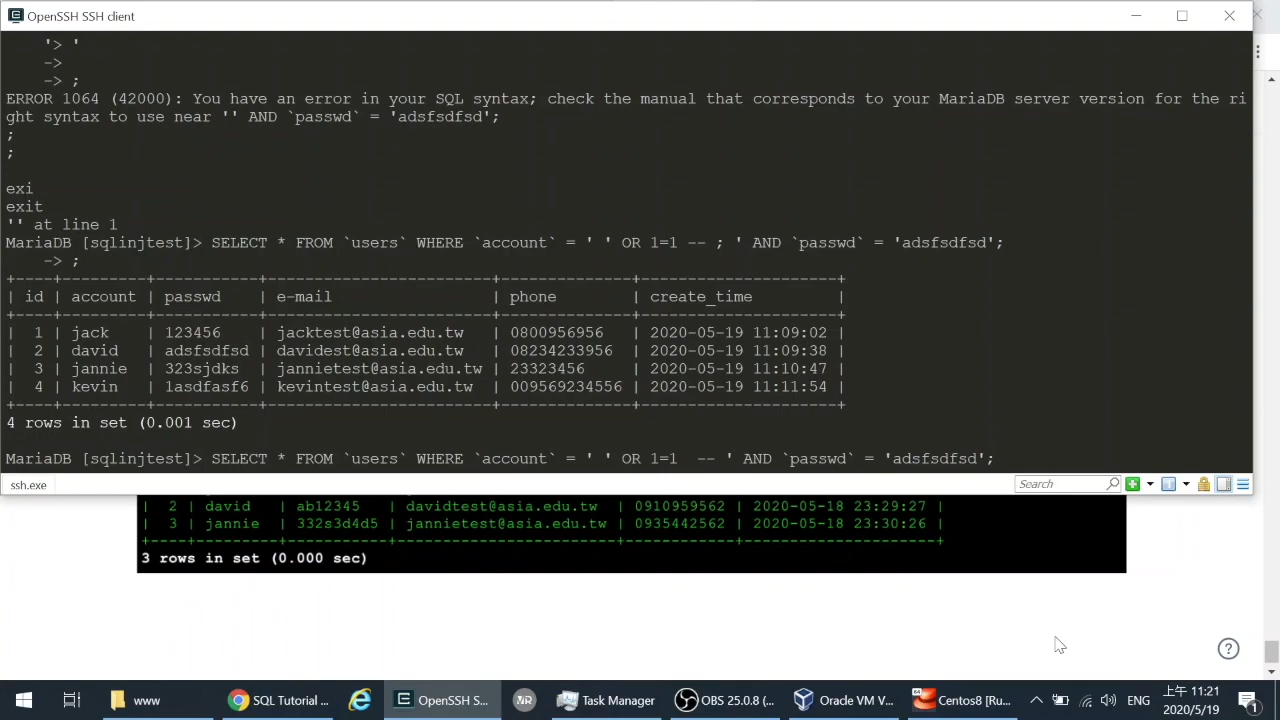 OpenSSH SSH client
'> '
->
-> ;
ERROR 1064 (42000): You have an error in your SQL syntax; check the manual that corresponds to your MariaDB server version for the ri
ght syntax to use near '' AND `passwd` = 'adsfsdfsd';
;
;
exi
exit
'' at line 1
MariaDB [sqlinjtest]> SELECT * FROM `users` WHERE `account` = ' ' OR 1=1 -- ; ' AND `passwd` = 'adsfsdfsd';
-> ;
+----+---------+-----------+------------------------+--------------+---------------------+
| id | account | passwd | e-mail | phone | create_time |
+----+---------+-----------+------------------------+--------------+---------------------+
| 1 | jack | 123456 | jacktest@asia.edu.tw | 0800956956 | 2020-05-19 11:09:02 |
| 2 | david | adsfsdfsd | davidest@asia.edu.tw | 08234233956 | 2020-05-19 11:09:38 |
| 3 | jannie | 323sjdks | jannietest@asia.edu.tw | 23323456 | 2020-05-19 11:10:47 |
| 4 | kevin | 1asdfasf6 | kevintest@asia.edu.tw | 009569234556 | 2020-05-19 11:11:54 |
+----+---------+-----------+------------------------+--------------+---------------------+
4 rows in set (0.001 sec)
MariaDB [sqlinjtest]> SELECT * FROM `users` WHERE `account` = ' ' OR 1=1  -- ' AND `passwd` = 'adsfsdfsd';
ssh.exe Search
| 2 | david | ab12345 | davidtest@asia.edu.tw | 0910959562 | 2020-05-18 23:29:27 |
| 3 | jannie | 332s3d4d5 | jannietest@asia.edu.tw | 0935442562 | 2020-05-18 23:30:26 |
+----+---------+-----------+------------------------+------------+---------------------+
3 rows in set (0.000 sec)
www SQL Tutorial ... OpenSSH S... Task Manager OBS 25.0.8 (... Oracle VM V... 64 Centos8 [Ru... ENG 上午 11:21
2020/5/19 1